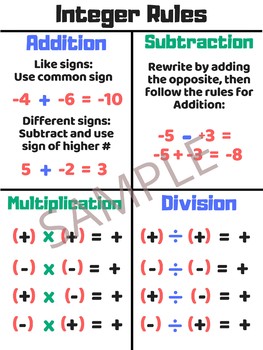 Integer Rules
Addition
Like signs:
Use common sign
-4 + -6 = -10
Different signs:
Subtract and use
sign of higher #
5 + -2 = 3
Subtraction
Rewrite by adding
the opposite, then
follow the rules for
Addition:
-5 - +3 =
-5 + -3 = -8
SAMPLE
Multiplication
(+) x (+) = +
(-) x (-) = +
(+) x (-) = +
(-) x (+) = +
Division
(+) ÷ (+) = +
(-) ÷ (-) = +
(+) ÷ (-) = +
(-) ÷ (+) = +